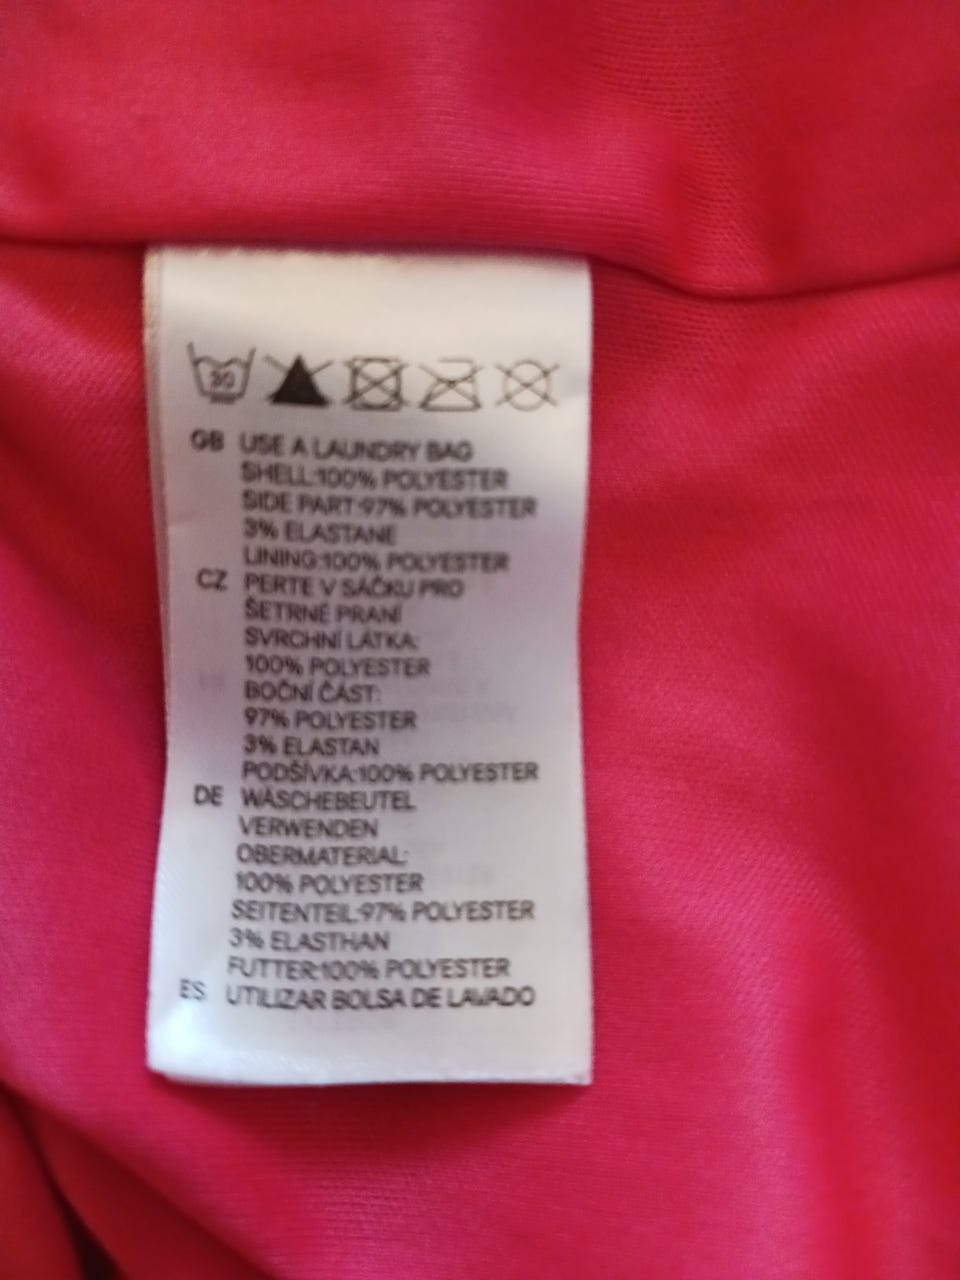 30
GB USE A LAUNDRY BAG
SHELL:100% POLYESTER
SIDE PART:97% POLYESTER
3% ELASTANE
LINING:100% POLYESTER
CZ PERTE V SÁČKU PRO
ŠETRNÉ PRANÍ
SVRCHNÍ LÁTKA:
100% POLYESTER
BOČNÍ ČÁST:
97% POLYESTER
3% ELASTAN
PODŠÍVKA:100% POLYESTER
DE WÄSCHEBEUTEL
VERWENDEN
OBERMATERIAL:
100% POLYESTER
SEITENTEIL:97% POLYESTER
3% ELASTHAN
FUTTER:100% POLYESTER
ES UTILIZAR BOLSA DE LAVADO